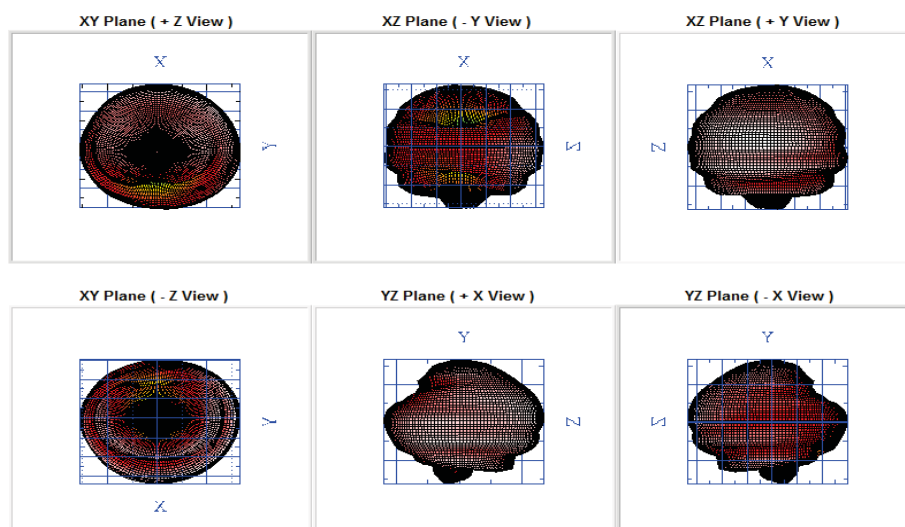 XY Plane ( + Z View )
XZ Plane ( - Y View )
XZ Plane ( + Y View )
X
X
X
Y
Z
Z
XY Plane ( - Z View )
YZ Plane ( + X View )
YZ Plane ( - X View )
Y
Y
Y
Z
Z
X